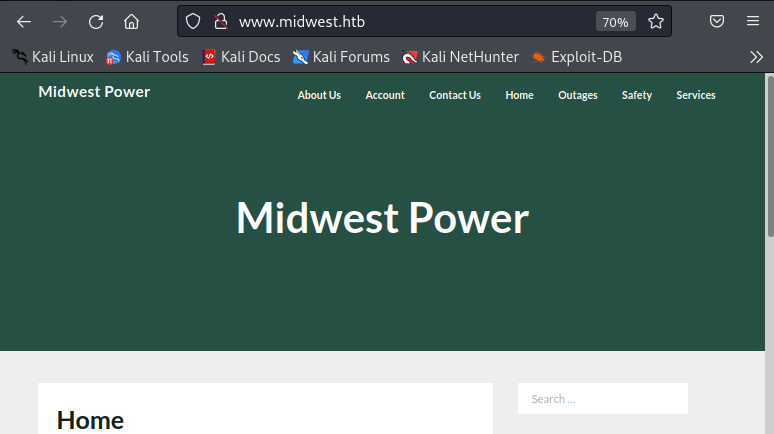 www.midwest.htb 70%
Kali Linux Kali Tools Kali Docs Kali Forums Kali NetHunter Exploit-DB
Midwest Power About Us Account Contact Us Home Outages Safety Services
Midwest Power
Home Search ...